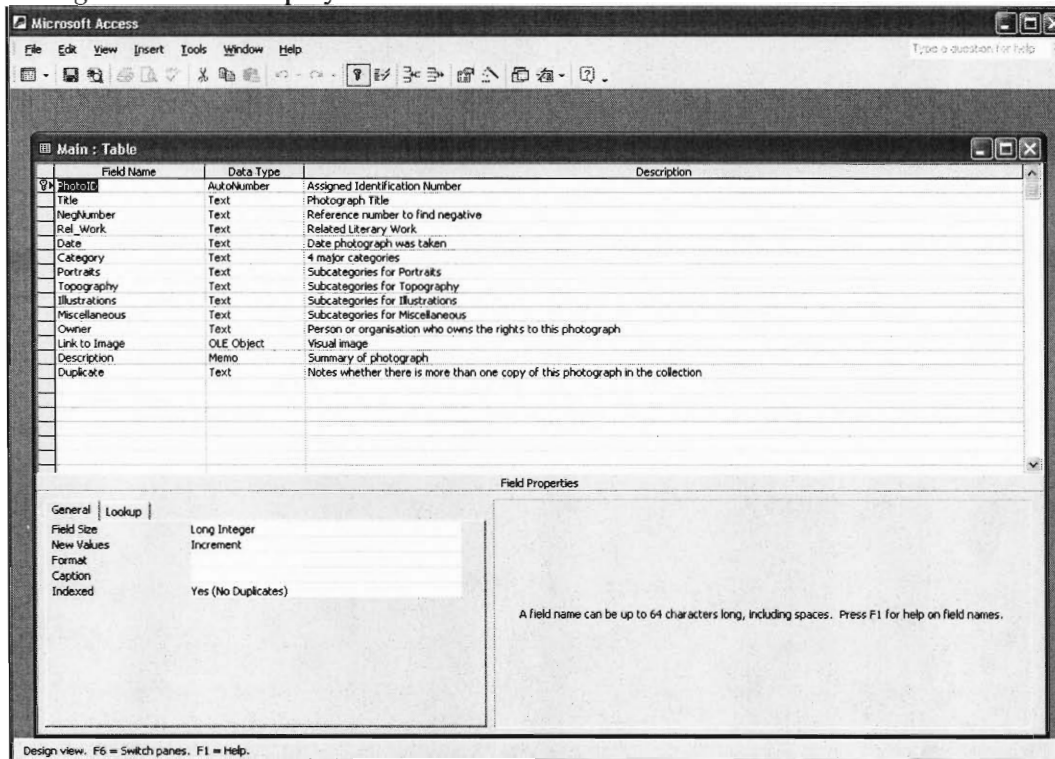 Microsoft Access
File Edit View Insert Tools Window Help
Type a question for help
Main : Table
Field Name Data Type Description
PhotoID AutoNumber Assigned Identification Number
Title Text Photograph Title
NegNumber Text Reference number to find negative
Rel_Work Text Related Literary Work
Date Text Date photograph was taken
Category Text 4 major categories
Portraits Text Subcategories for Portraits
Topography Text Subcategories for Topography
Illustrations Text Subcategories for Illustrations
Miscellaneous Text Subcategories for Miscellaneous
Owner Text Person or organisation who owns the rights to this photograph
Link to Image OLE Object Visual image
Description Memo Summary of photograph
Duplicate Text Notes whether there is more than one copy of this photograph in the collection
Field Properties
General Lookup
Field Size Long Integer
New Values Increment
Format
Caption
Indexed Yes (No Duplicates)
A field name can be up to 64 characters long, including spaces. Press F1 for help on field names.
Design view. F6 = Switch panes. F1 = Help.